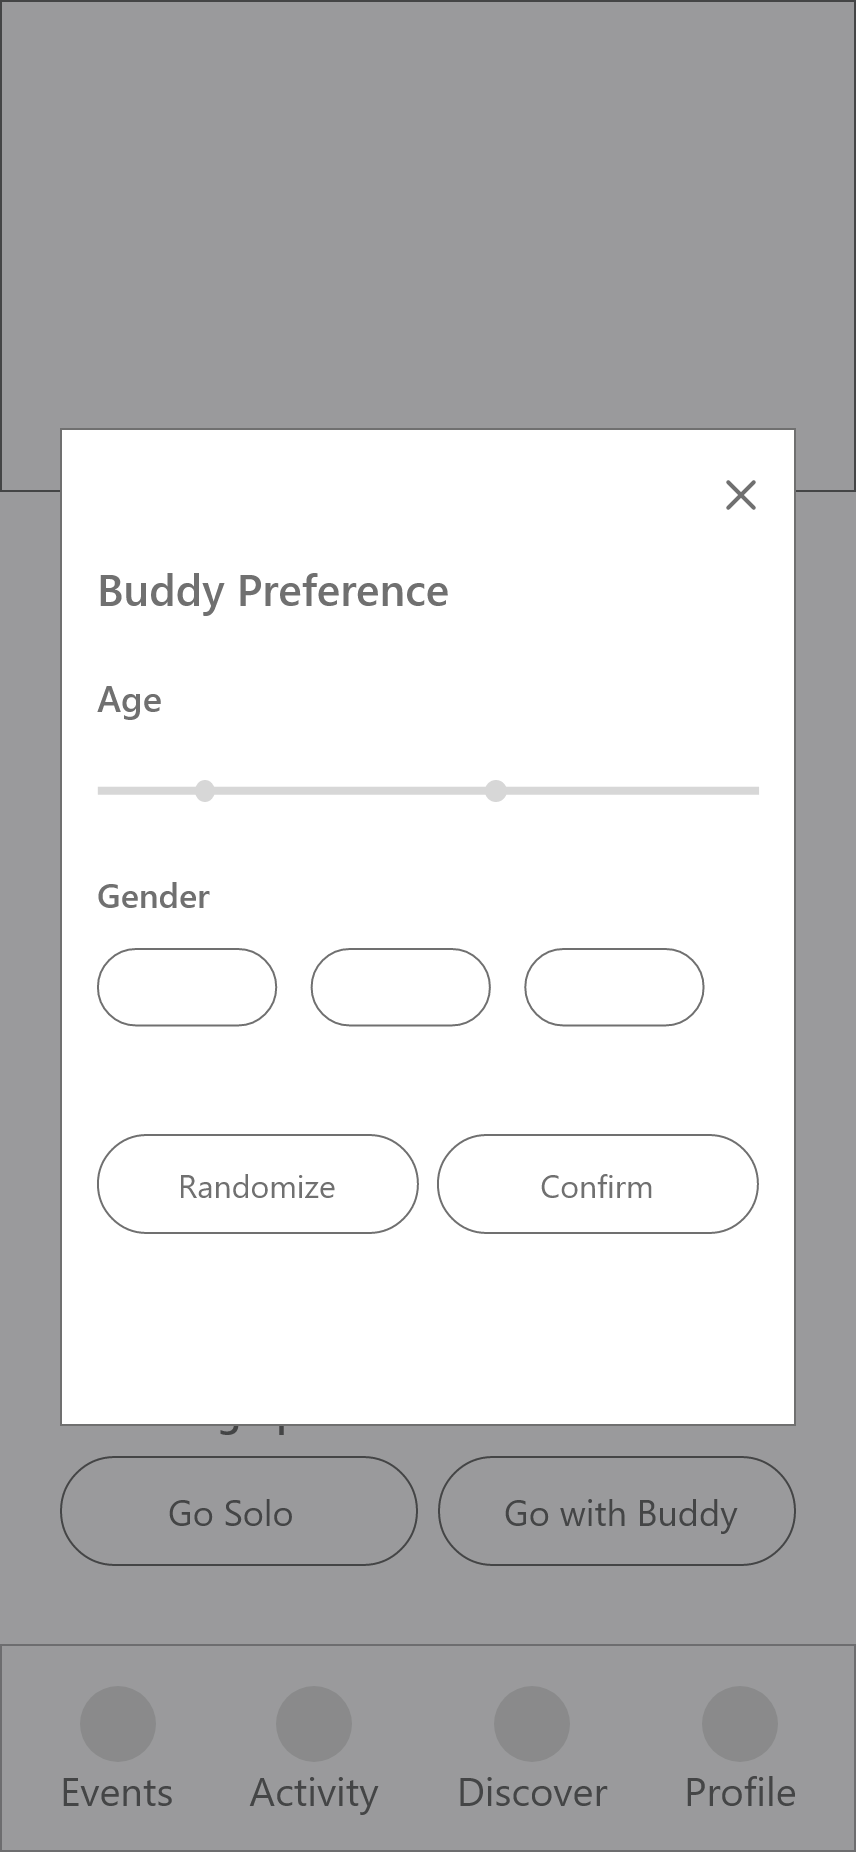 Buddy Preference
Age
Gender
Randomize Confirm
Go Solo Go with Buddy
Events Activity Discover Profile